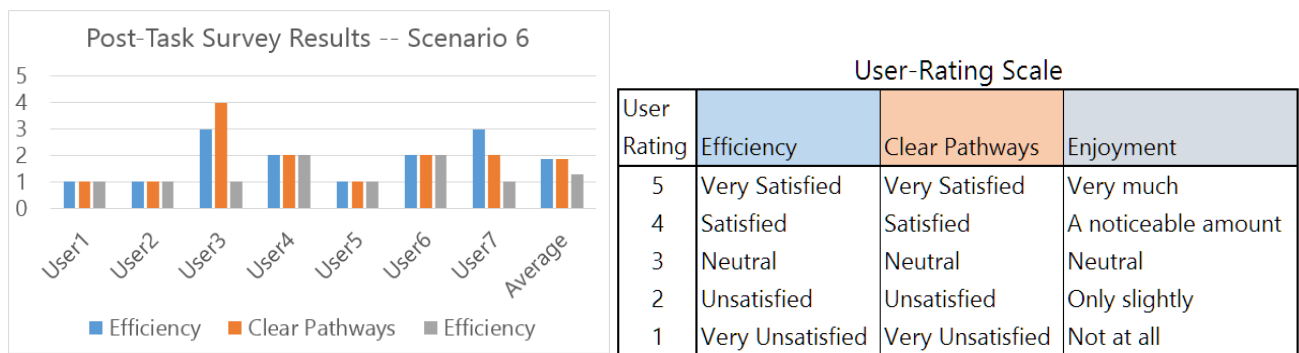 Post-Task Survey Results -- Scenario 6
5
4
3
2
1
0
User1 User2 User3 User4 User5 User6 User7 Average
Efficiency Clear Pathways Efficiency
User-Rating Scale
User Rating Efficiency Clear Pathways Enjoyment
5 Very Satisfied Very Satisfied Very much
4 Satisfied Satisfied A noticeable amount
3 Neutral Neutral Neutral
2 Unsatisfied Unsatisfied Only slightly
1 Very Unsatisfied Very Unsatisfied Not at all